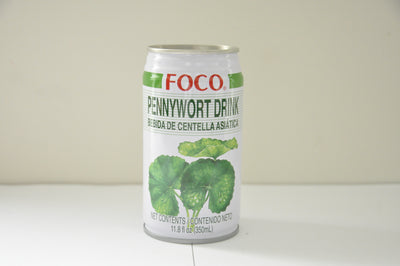 FOCO®
PENNYWORT DRINK
BEBIDA DE CENTELLA ASIATICA
NET CONTENTS / CONTENIDO NETO
11.8 fl oz (350mL)